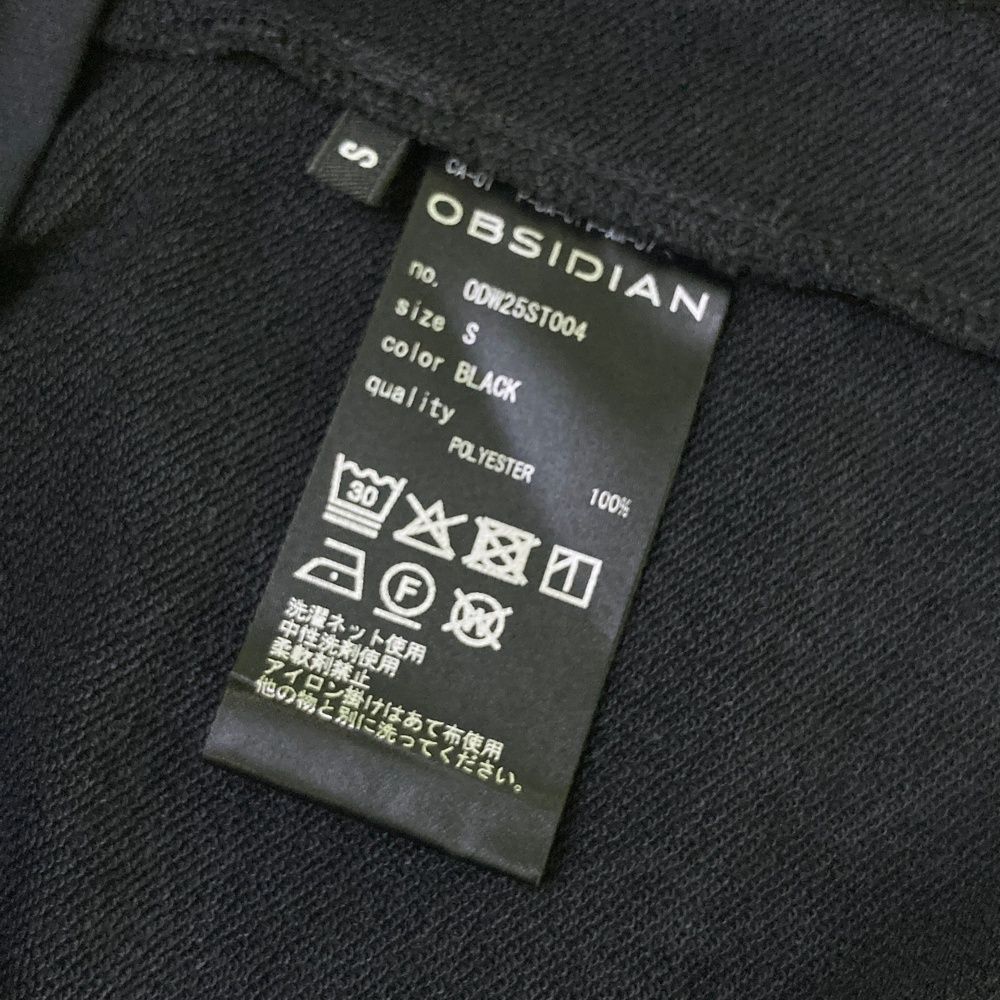 S
CA-01
OBSIDIAN
no. ODW25ST004
size S
color BLACK
quality
POLYESTER 100%
30
F
W
洗濯ネット使用
中性洗剤使用
柔軟剤禁止
アイロン掛けはあて布使用
他の物と別に洗ってください。